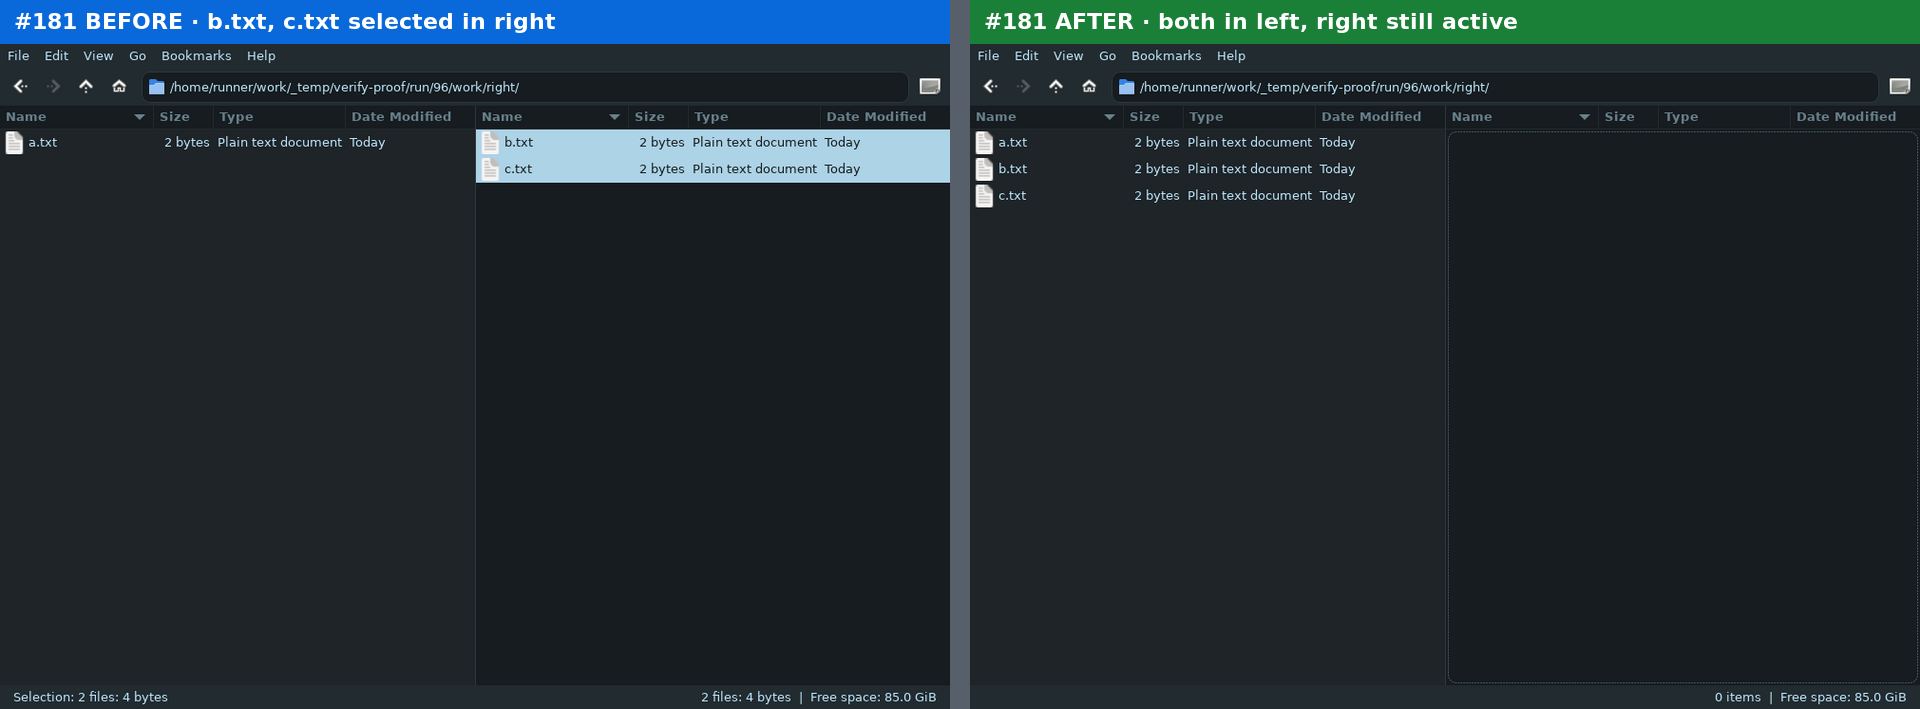 #181 BEFORE · b.txt, c.txt selected in right
File Edit View Go Bookmarks Help
/home/runner/work/_temp/verify-proof/run/96/work/right/
Name Size Type Date Modified Name Size Type Date Modified
a.txt 2 bytes Plain text document Today b.txt 2 bytes Plain text document Today
c.txt 2 bytes Plain text document Today
Selection: 2 files: 4 bytes 2 files: 4 bytes | Free space: 85.0 GiB
#181 AFTER · both in left, right still active
File Edit View Go Bookmarks Help
/home/runner/work/_temp/verify-proof/run/96/work/right/
Name Size Type Date Modified Name Size Type Date Modified
a.txt 2 bytes Plain text document Today
b.txt 2 bytes Plain text document Today
c.txt 2 bytes Plain text document Today
0 items | Free space: 85.0 GiB